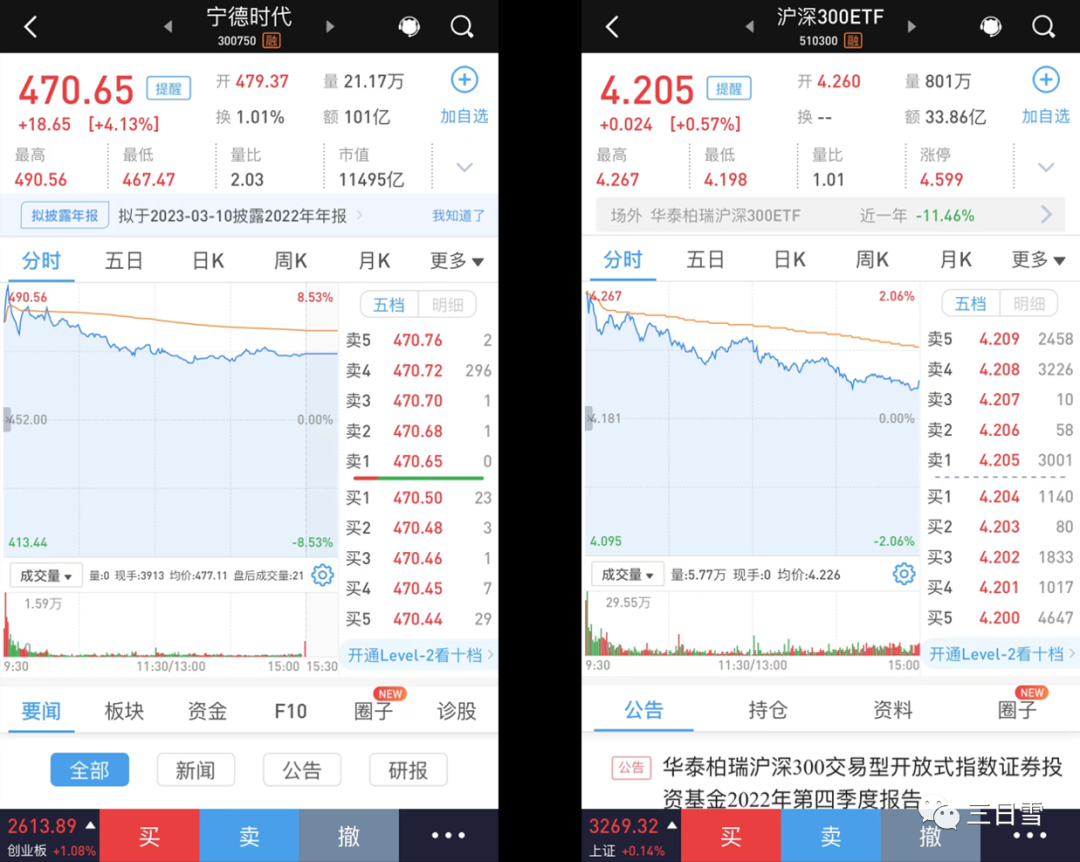 宁德时代
300750 融
470.65 提醒
+18.65 [+4.13%]
开 479.37 量 21.17万
换 1.01% 额 101亿
加自选
最高 最低 量比 市值
490.56 467.47 2.03 11495亿
拟披露年报 拟于2023-03-10披露2022年年报 我知道了
分时 五日 日K 周K 月K 更多
490.56 8.53%
452.00 0.00%
413.44 -8.53%
五档 明细
卖5 470.76 2
卖4 470.72 296
卖3 470.70 1
卖2 470.68 1
卖1 470.65 0
买1 470.50 23
买2 470.48 3
买3 470.46 1
买4 470.45 7
买5 470.44 29
成交量 量:0 现手:3913 均价:477.11 盘后成交量:21
1.59万
0
9:30 11:30/13:00 15:00 15:30
开通Level-2看十档
要闻 板块 资金 F10 圈子 NEW 诊股
全部 新闻 公告 研报
2613.89
创业板 +1.08%
买 卖 撤
沪深300ETF
510300 融
4.205 提醒
+0.024 [+0.57%]
开 4.260 量 801万
换 -- 额 33.86亿
加自选
最高 最低 量比 涨停
4.267 4.198 1.01 4.599
场外 华泰柏瑞沪深300ETF 近一年 -11.46%
分时 五日 日K 周K 月K 更多
4.267 2.06%
4.181 0.00%
4.095 -2.06%
五档 明细
卖5 4.209 2458
卖4 4.208 3226
卖3 4.207 10
卖2 4.206 58
卖1 4.205 3001
买1 4.204 1140
买2 4.203 80
买3 4.202 1833
买4 4.201 1017
买5 4.200 4647
成交量 量:5.77万 现手:0 均价:4.226
29.55万
9:30 11:30/13:00 15:00
开通Level-2看十档
公告 持仓 资料 圈子 NEW
公告 华泰柏瑞沪深300交易型开放式指数证券投
资基金2022年第四季度报告
三日雪
3269.32
上证 +0.14%
买 卖 撤